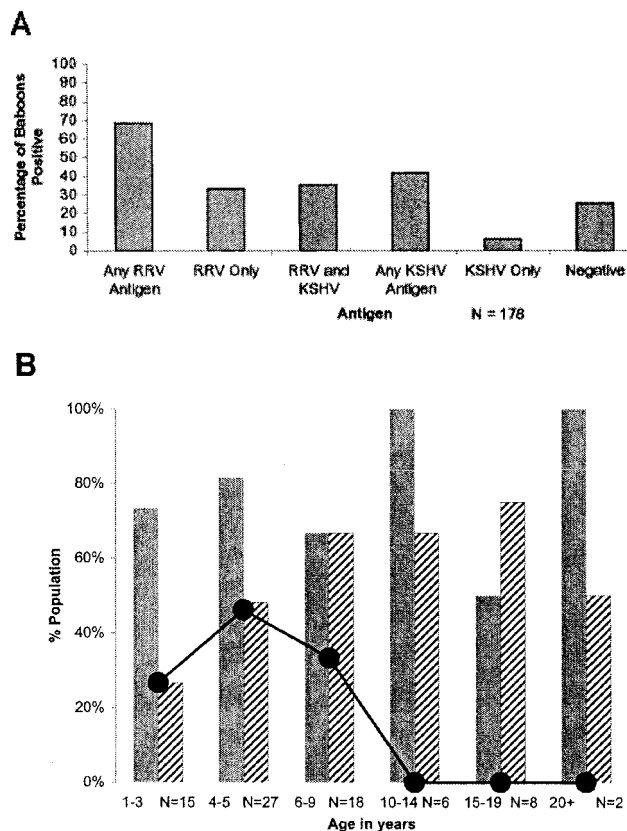 A
Percentage of Baboons
Positive
100
90
80
70
60
50
40
30
20
10
0
Any RRV
Antigen
RRV Only
RRV and
KSHV
Any KSHV
Antigen
KSHV Only
Negative
Antigen
N = 178
B
% Population
100%
80%
60%
40%
20%
0%
1-3 N=15 4-5 N=27 6-9 N=18 10-14 N=6 15-19 N=8 20+ N=2
Age in years